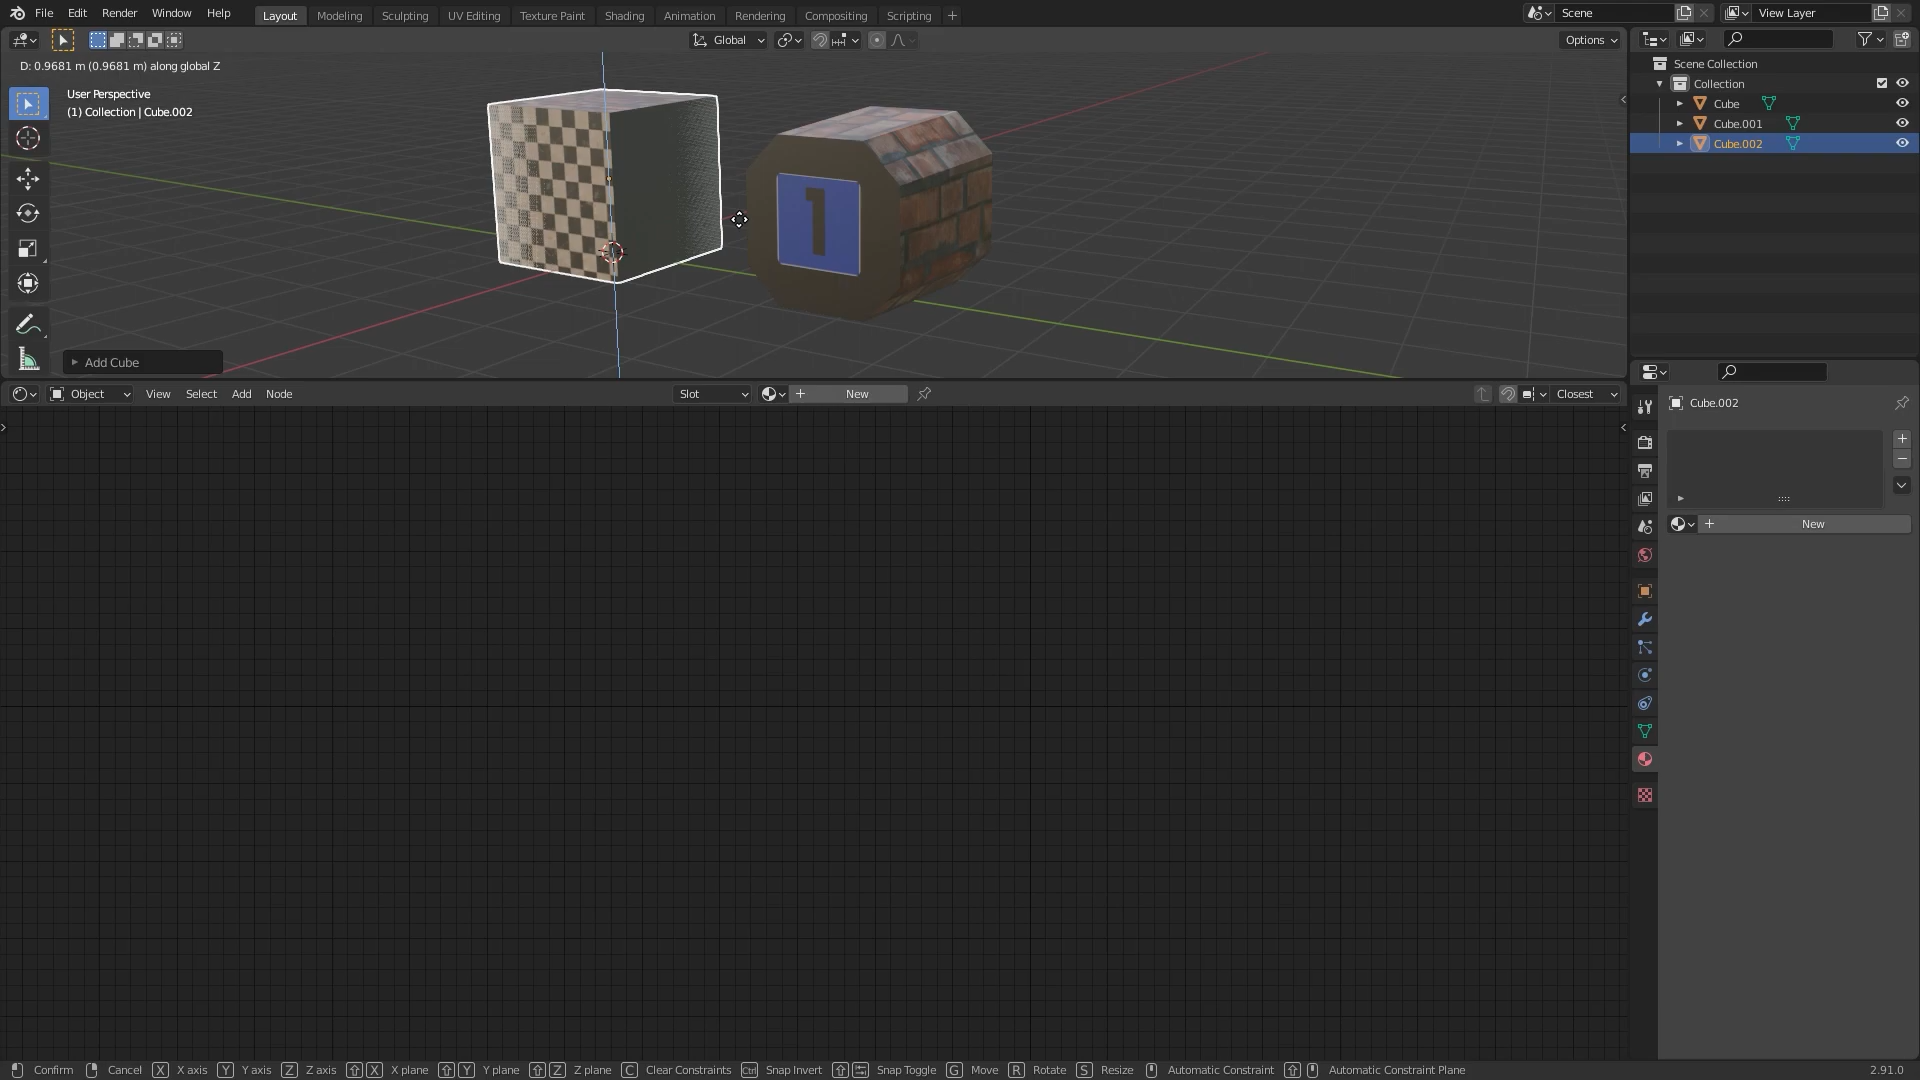 File Edit Render Window Help Layout Modeling Sculpting UV Editing Texture Paint Shading Animation Rendering Compositing Scripting + Scene View Layer
Global Options
D: 0.9681 m (0.9681 m) along global Z
User Perspective
(1) Collection | Cube.002
1
Add Cube
Scene Collection
Collection
Cube
Cube.001
Cube.002
Object View Select Add Node Slot New Closest
Cube.002
New
Confirm Cancel X X axis Y Y axis Z Z axis X X plane Y Y plane Z Z plane C Clear Constraints Ctrl Snap Invert Snap Toggle G Move R Rotate S Resize Automatic Constraint Automatic Constraint Plane 2.91.0